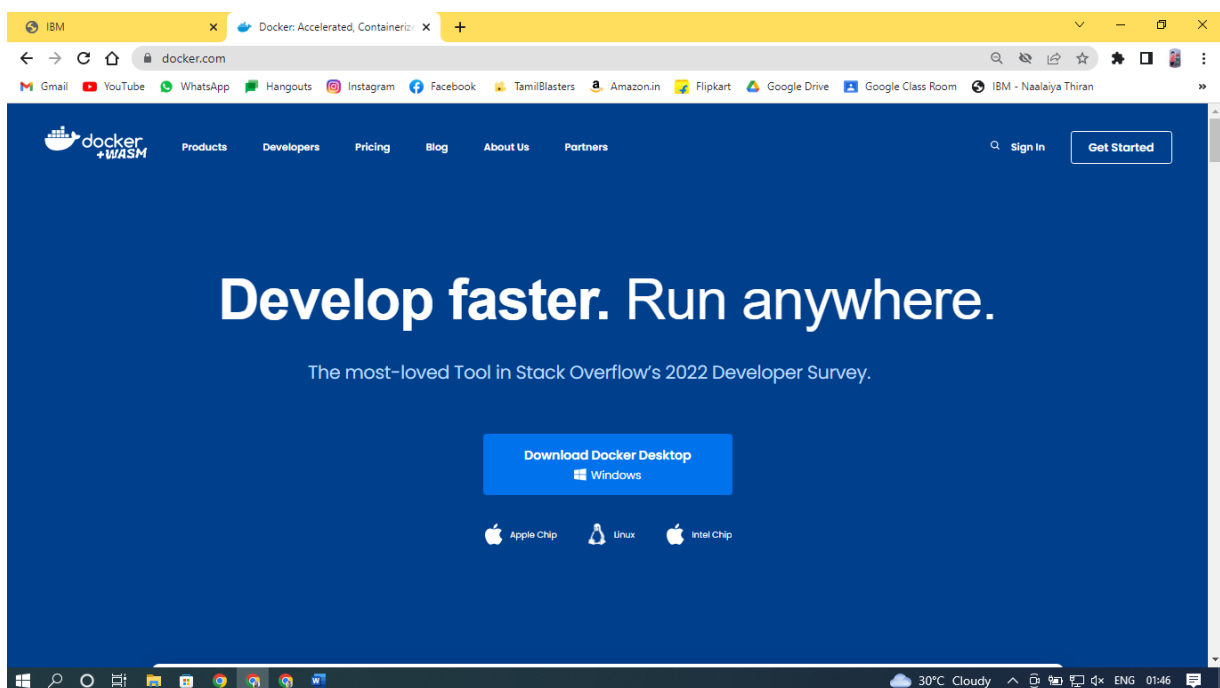 IBM
Docker: Accelerated, Containeriz
docker.com
Gmail YouTube WhatsApp Hangouts Instagram Facebook TamilBlasters Amazon.in Flipkart Google Drive Google Class Room IBM - Naalaiya Thiran »
docker
+WASM
Products Developers Pricing Blog About Us Partners Sign In Get Started
Develop faster. Run anywhere.
The most-loved Tool in Stack Overflow's 2022 Developer Survey.
Download Docker Desktop
Windows
Apple Chip Linux Intel Chip
30°C Cloudy ENG 01:46